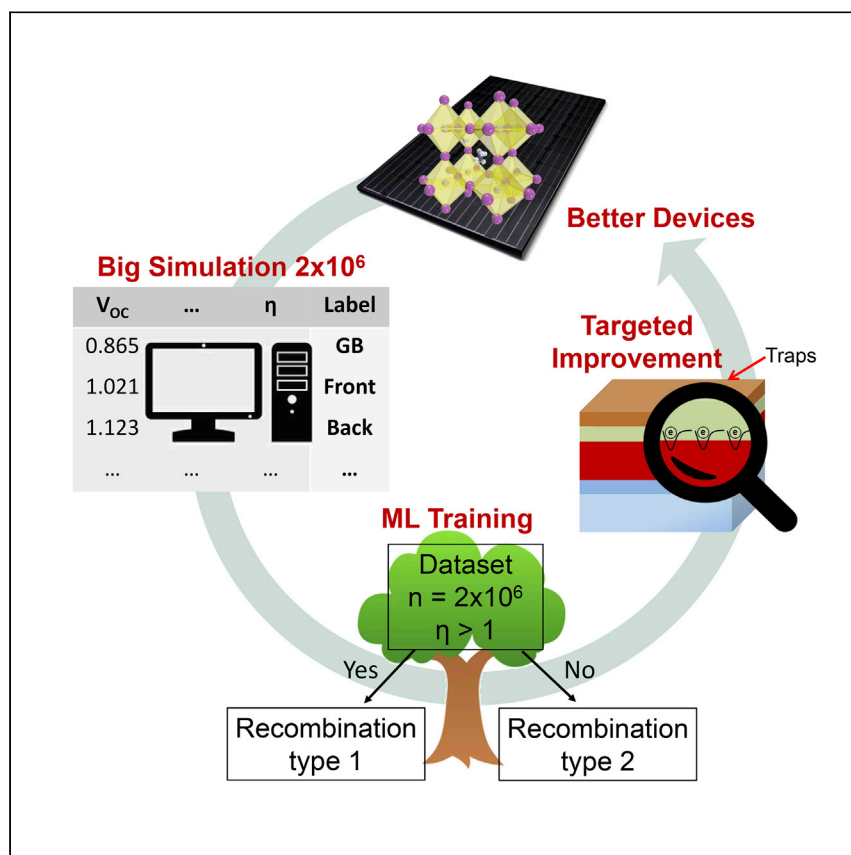 Better Devices
Big Simulation 2x10⁶
V_OC ... η Label
0.865 GB
1.021 Front
1.123 Back
... ... ... ...
Targeted
Improvement
Traps
e e e
ML Training
Dataset
n = 2x10⁶
η > 1
Yes No
Recombination
type 1
Recombination
type 2